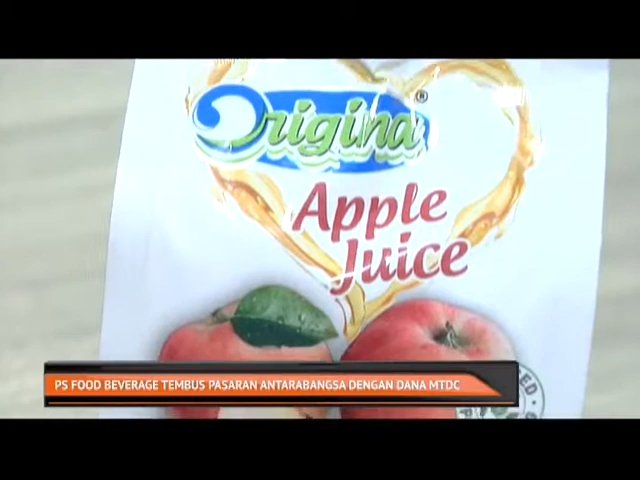 Origina®
Apple
Juice
PS FOOD BEVERAGE TEMBUS PASARAN ANTARABANGSA DENGAN DANA MTDC